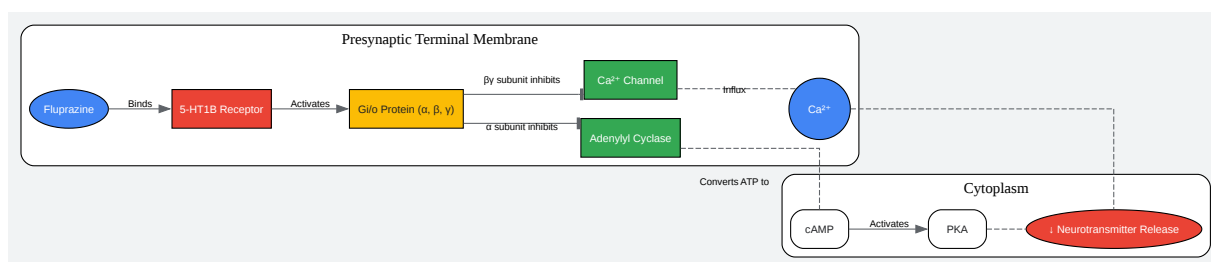 Presynaptic Terminal Membrane
Fluprazine
Binds
5-HT1B Receptor
Activates
Gi/o Protein (α, β, γ)
βγ subunit inhibits
Ca²⁺ Channel
Influx
Ca²⁺
α subunit inhibits
Adenylyl Cyclase
Converts ATP to
Cytoplasm
cAMP
Activates
PKA
↓ Neurotransmitter Release